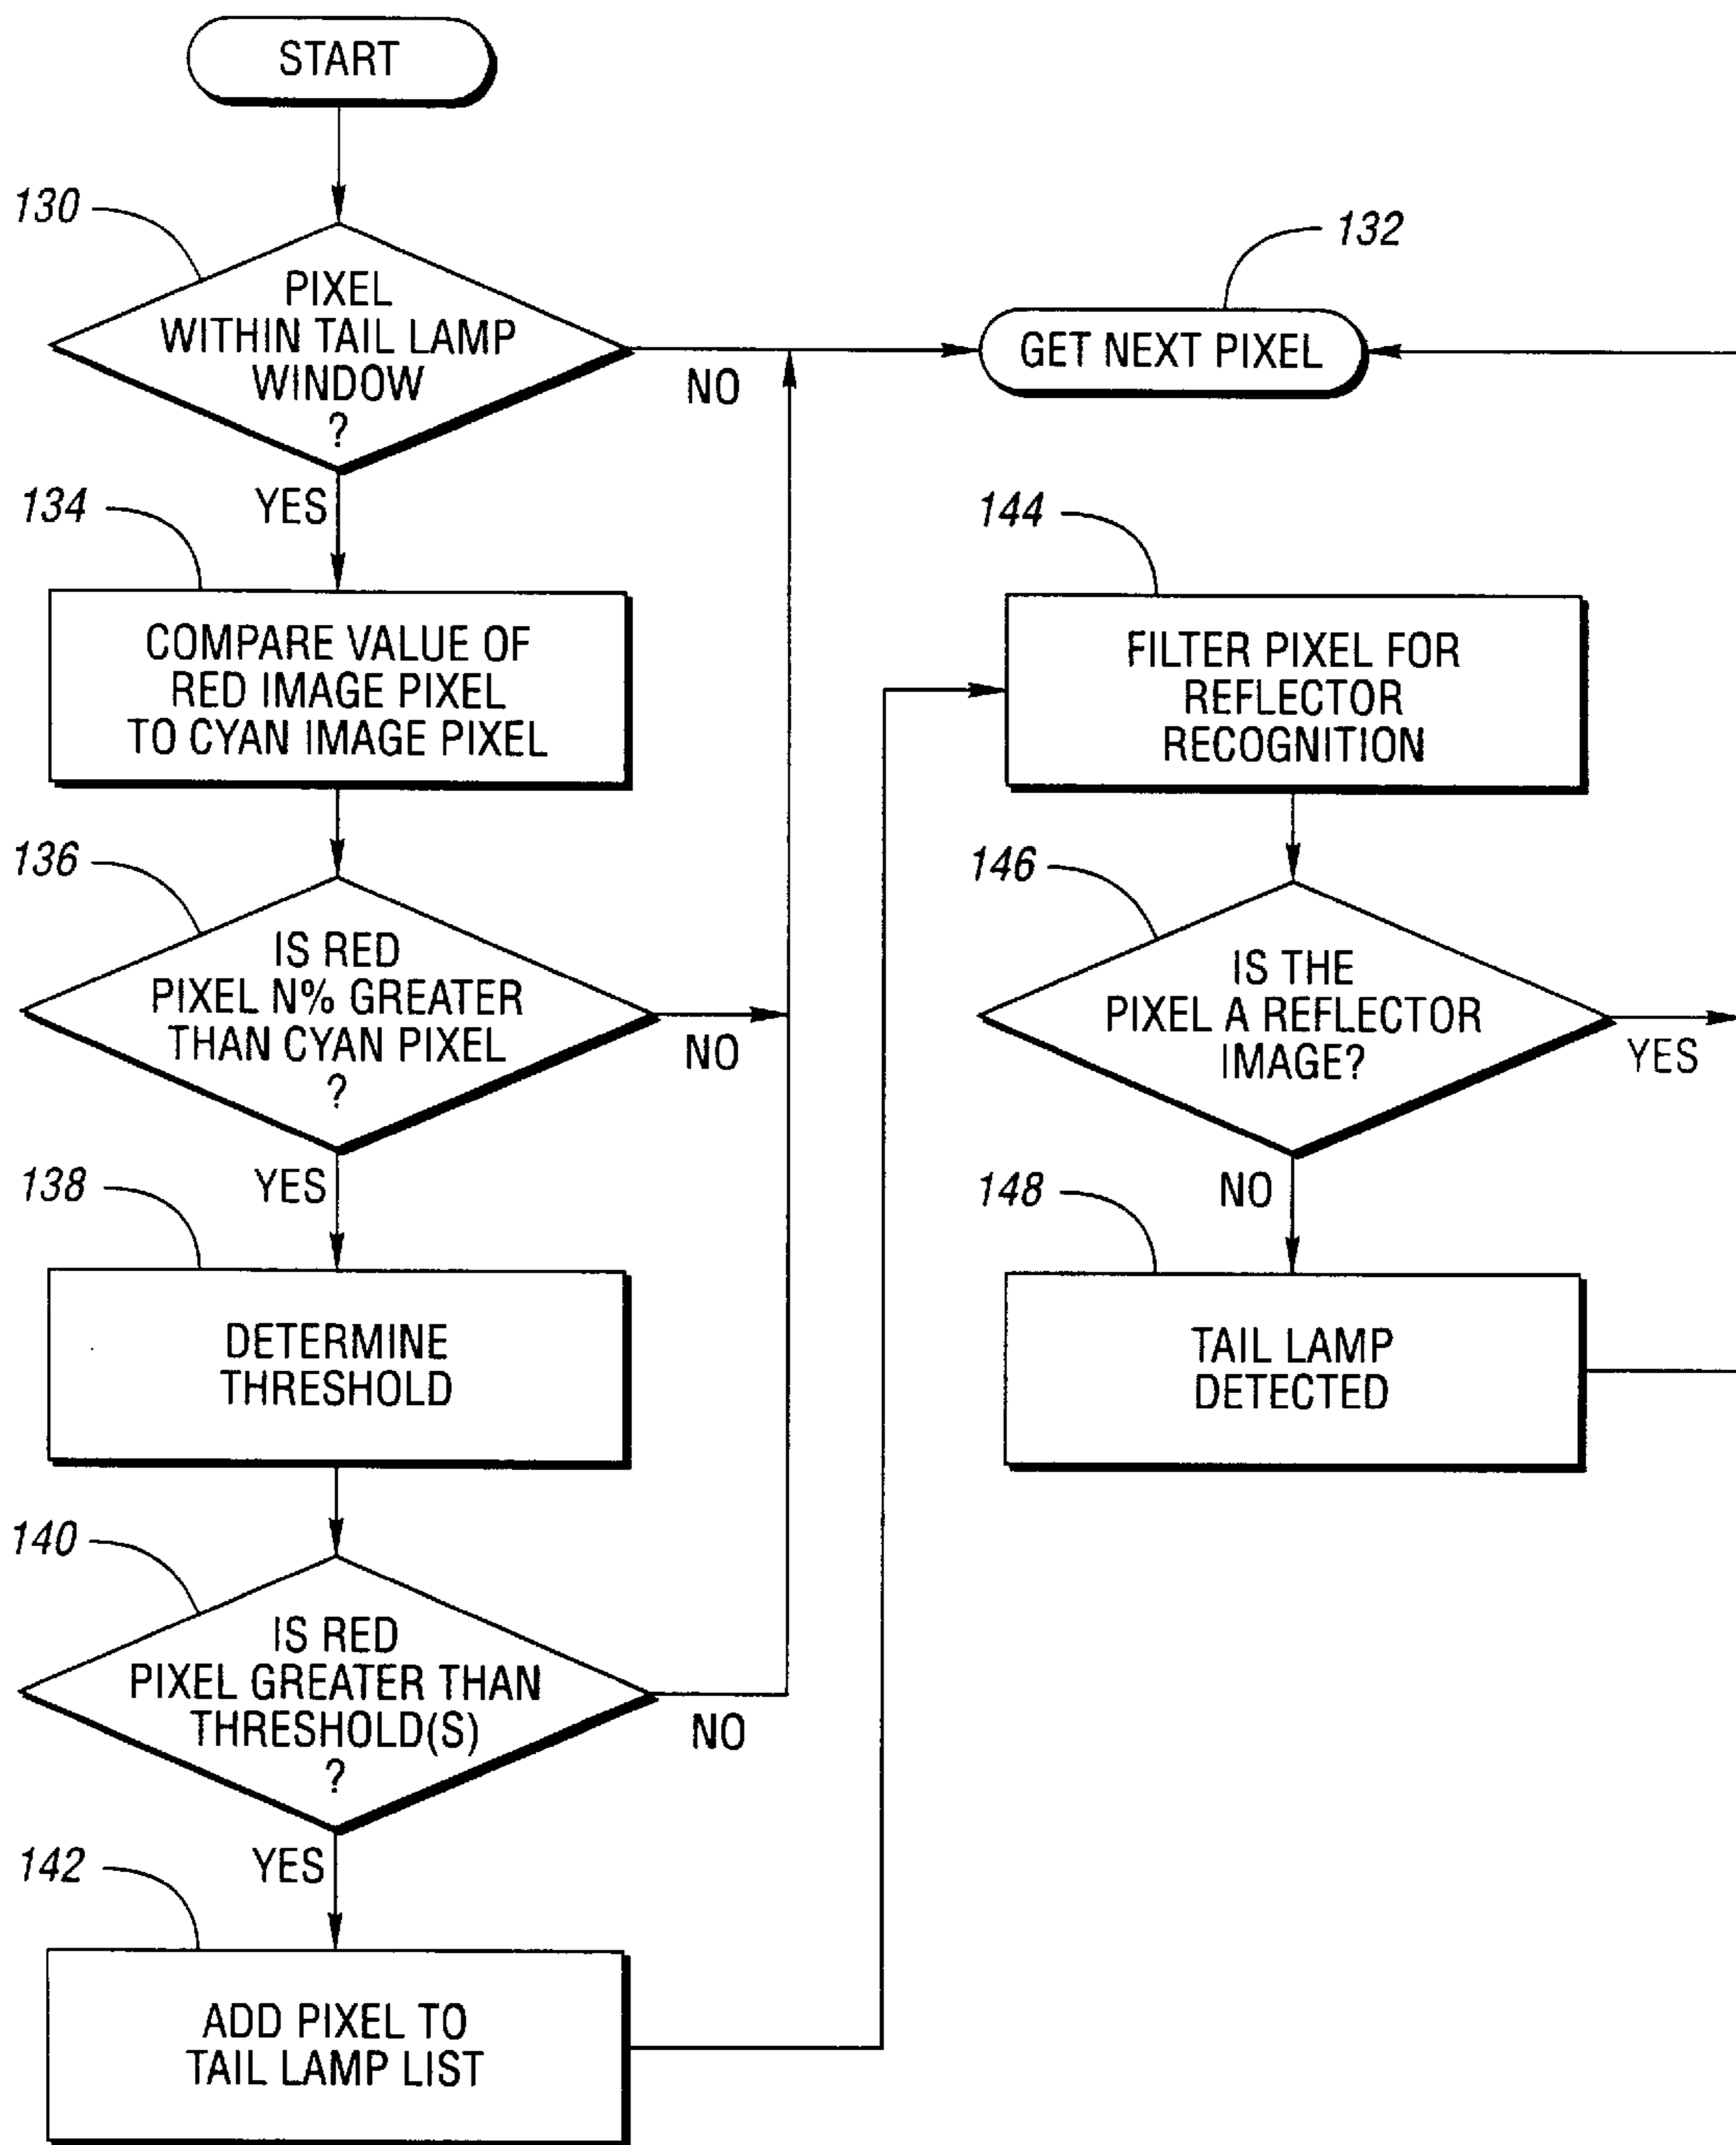 START
130
PIXEL
WITHIN TAIL LAMP
WINDOW
?
NO
YES
132
GET NEXT PIXEL
134
COMPARE VALUE OF
RED IMAGE PIXEL
TO CYAN IMAGE PIXEL
136
IS RED
PIXEL N% GREATER
THAN CYAN PIXEL
?
NO
YES
138
DETERMINE
THRESHOLD
140
IS RED
PIXEL GREATER THAN
THRESHOLD(S)
?
NO
YES
142
ADD PIXEL TO
TAIL LAMP LIST
144
FILTER PIXEL FOR
REFLECTOR
RECOGNITION
146
IS THE
PIXEL A REFLECTOR
IMAGE?
YES
NO
148
TAIL LAMP
DETECTED